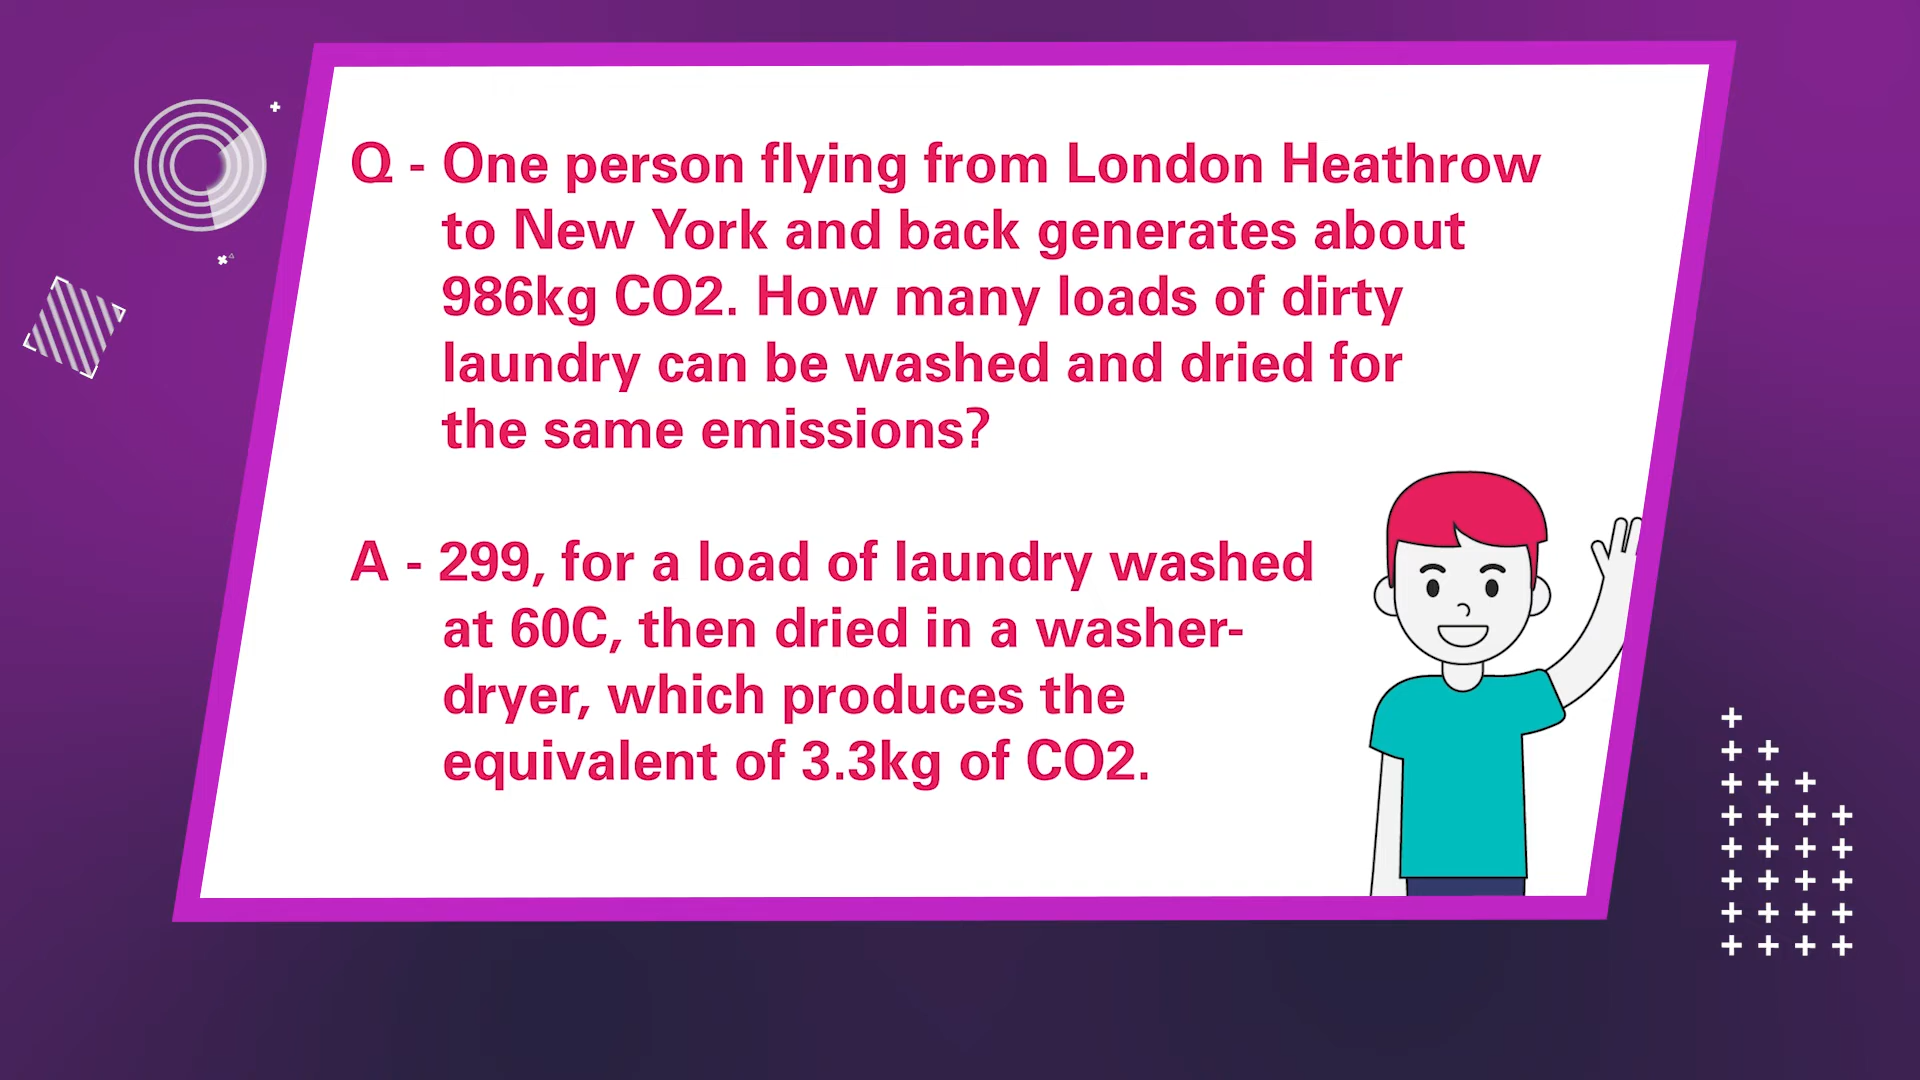 Q - One person flying from London Heathrow
to New York and back generates about
986kg CO2. How many loads of dirty
laundry can be washed and dried for
the same emissions?
A - 299, for a load of laundry washed
at 60C, then dried in a washer-
dryer, which produces the
equivalent of 3.3kg of CO2.